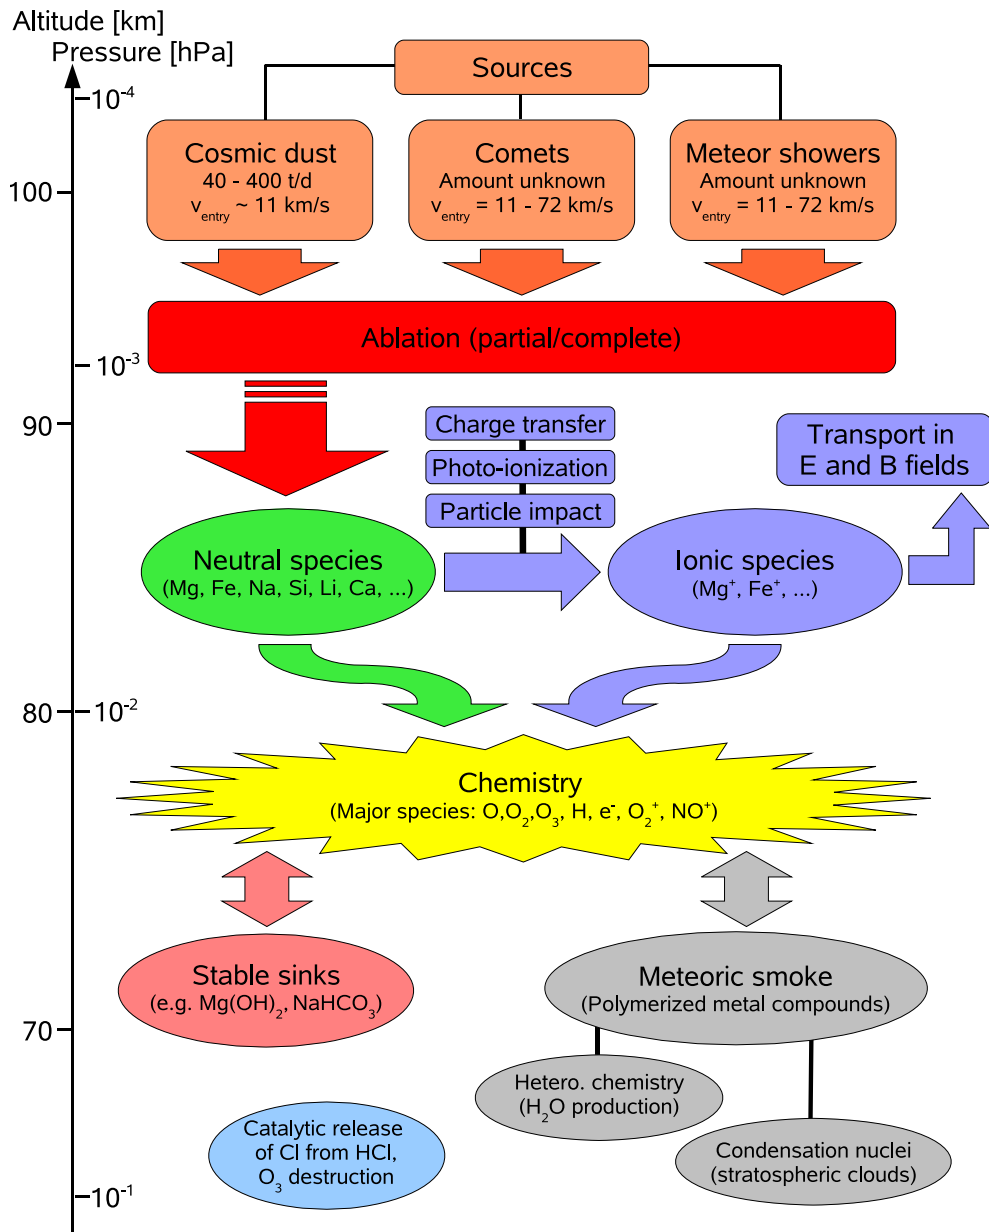 Altitude [km]
Pressure [hPa]
10⁻⁴
100
10⁻³
90
80
10⁻²
70
10⁻¹
Sources
Cosmic dust
40 - 400 t/d
v_entry ~ 11 km/s
Comets
Amount unknown
v_entry = 11 - 72 km/s
Meteor showers
Amount unknown
v_entry = 11 - 72 km/s
Ablation (partial/complete)
Charge transfer
Photo-ionization
Particle impact
Transport in
E and B fields
Neutral species
(Mg, Fe, Na, Si, Li, Ca, ...)
Ionic species
(Mg⁺, Fe⁺, ...)
Chemistry
(Major species: O,O₂,O₃, H, e⁻, O₂⁺, NO⁺)
Stable sinks
(e.g. Mg(OH)₂, NaHCO₃)
Meteoric smoke
(Polymerized metal compounds)
Hetero. chemistry
(H₂O production)
Catalytic release
of Cl from HCl,
O₃ destruction
Condensation nuclei
(stratospheric clouds)